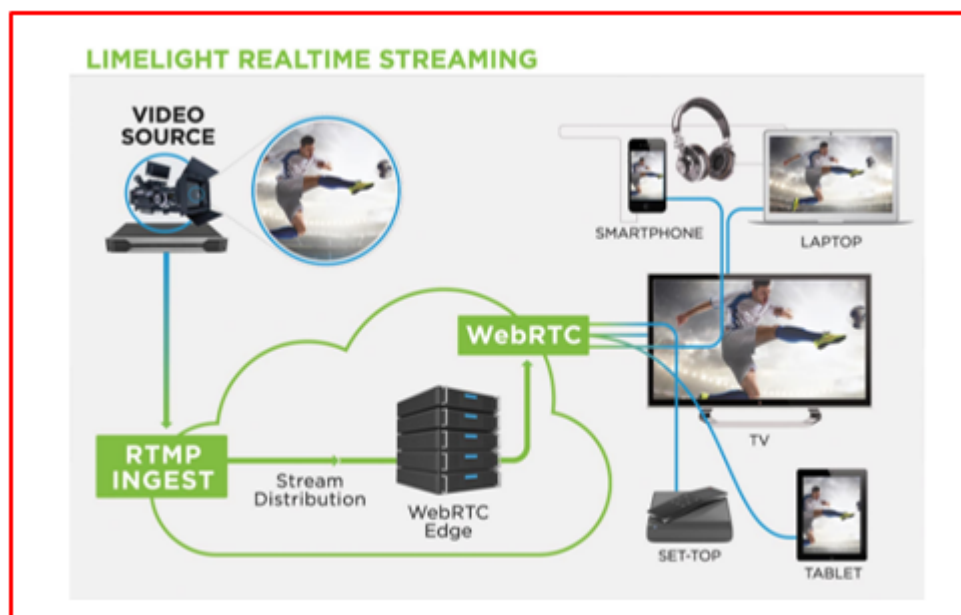 LIMELIGHT REALTIME STREAMING
VIDEO
SOURCE
SMARTPHONE
LAPTOP
WebRTC
TV
RTMP
INGEST
Stream
Distribution
WebRTC
Edge
SET-TOP
TABLET